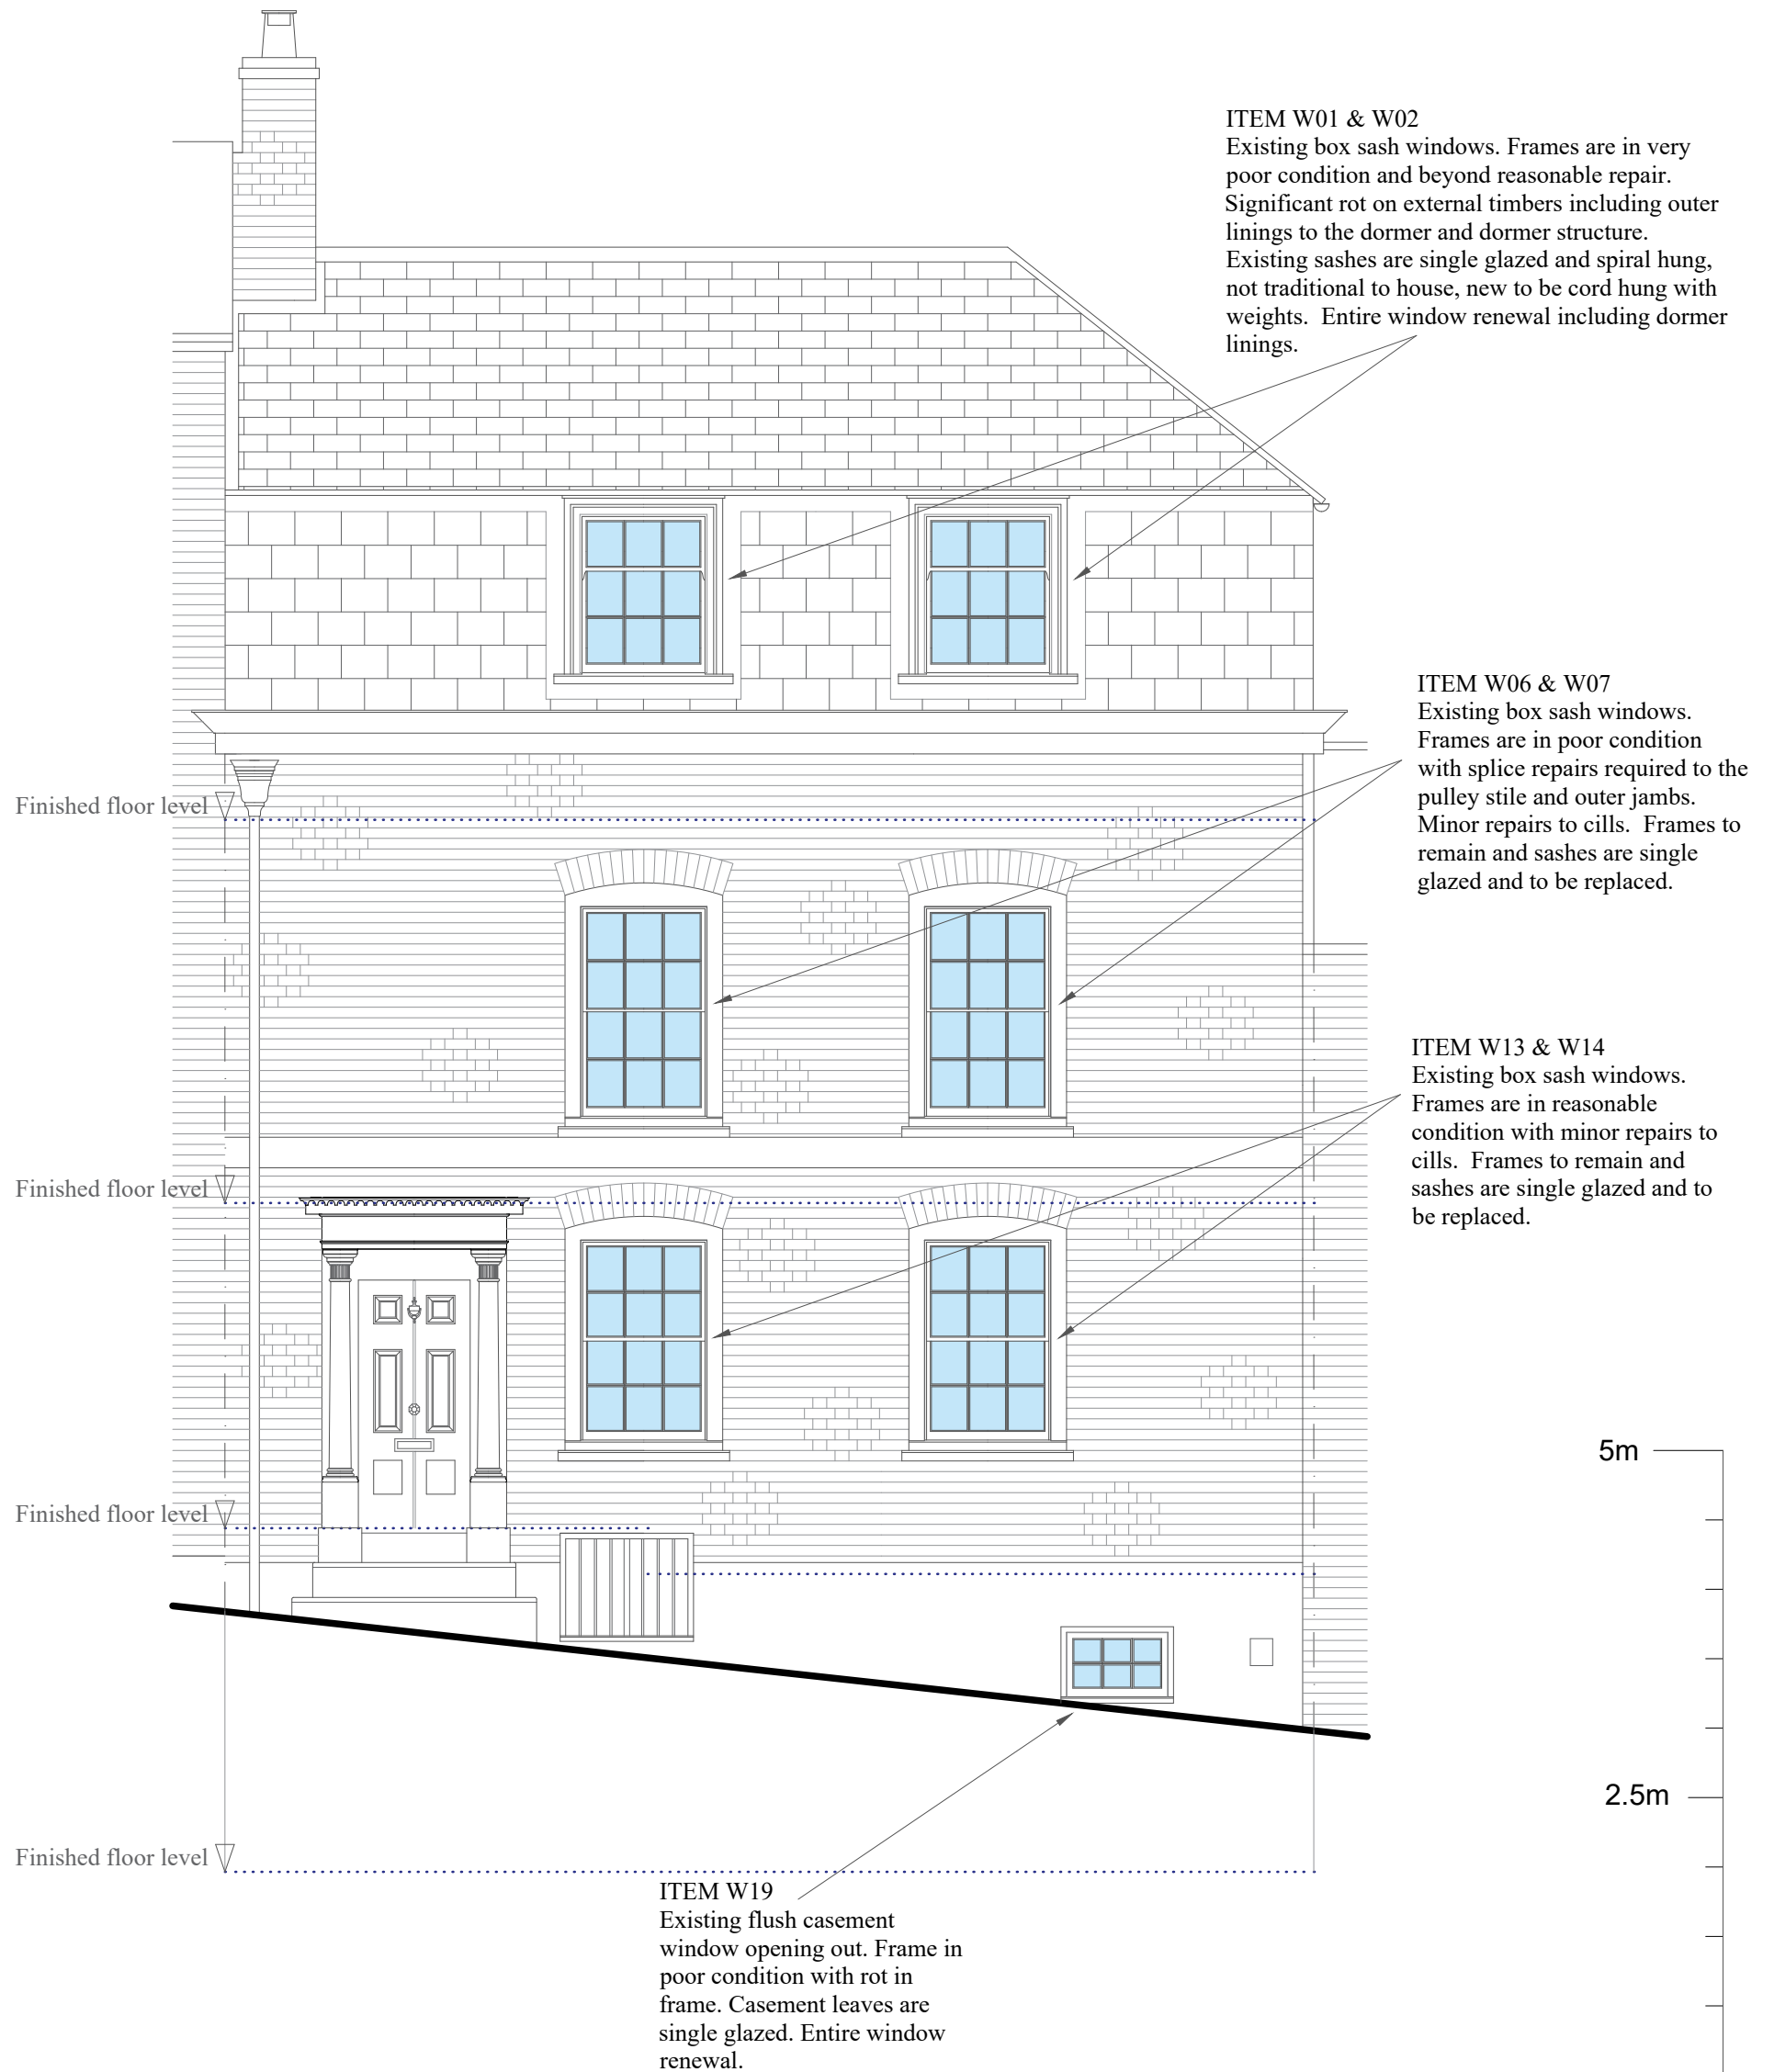 ITEM W01 & W02
Existing box sash windows. Frames are in very
poor condition and beyond reasonable repair.
Significant rot on external timbers including outer
linings to the dormer and dormer structure.
Existing sashes are single glazed and spiral hung,
not traditional to house, new to be cord hung with
weights.  Entire window renewal including dormer
linings.
ITEM W06 & W07
Existing box sash windows.
Frames are in poor condition
with splice repairs required to the
pulley stile and outer jambs.
Minor repairs to cills.  Frames to
remain and sashes are single
glazed and to be replaced.
Finished floor level
ITEM W13 & W14
Existing box sash windows.
Frames are in reasonable
condition with minor repairs to
cills.  Frames to remain and
sashes are single glazed and to
be replaced.
Finished floor level
5m
Finished floor level
2.5m
Finished floor level
ITEM W19
Existing flush casement
window opening out. Frame in
poor condition with rot in
frame. Casement leaves are
single glazed. Entire window
renewal.